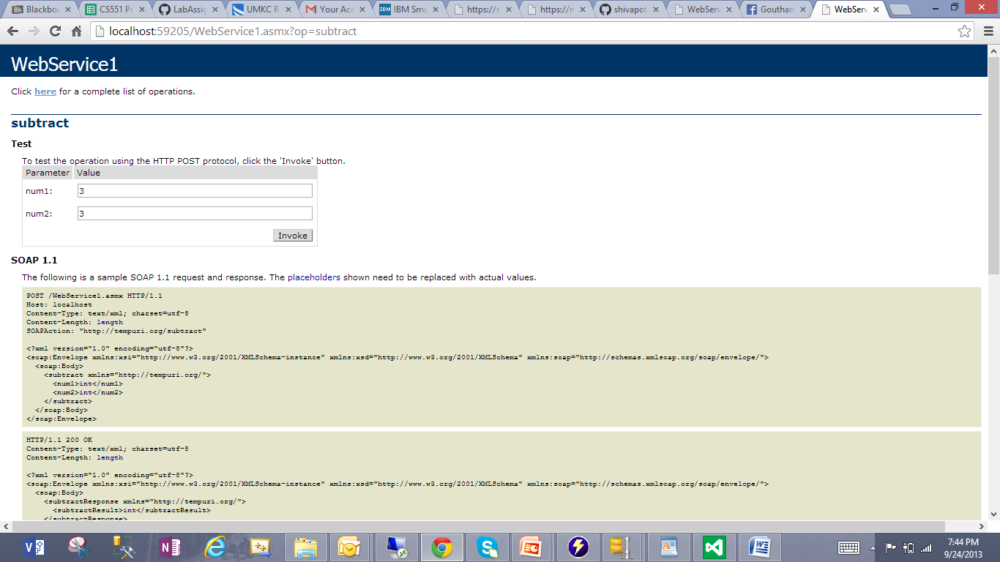 Blackboa
CS551 Pr
LabAssig
UMKC R
Your Acc
IBM Sma
https://n
https://n
shivapot
WebServ
Gouthan
WebServ
localhost:59205/WebService1.asmx?op=subtract
WebService1
Click here for a complete list of operations.
subtract
Test
To test the operation using the HTTP POST protocol, click the 'Invoke' button.
Parameter Value
num1: 3
num2: 3
Invoke
SOAP 1.1
The following is a sample SOAP 1.1 request and response. The placeholders shown need to be replaced with actual values.
POST /WebService1.asmx HTTP/1.1
Host: localhost
Content-Type: text/xml; charset=utf-8
Content-Length: length
SOAPAction: "http://tempuri.org/subtract"
<?xml version="1.0" encoding="utf-8"?>
<soap:Envelope xmlns:xsi="http://www.w3.org/2001/XMLSchema-instance" xmlns:xsd="http://www.w3.org/2001/XMLSchema" xmlns:soap="http://schemas.xmlsoap.org/soap/envelope/">
<soap:Body>
<subtract xmlns="http://tempuri.org/">
<num1>int</num1>
<num2>int</num2>
</subtract>
</soap:Body>
</soap:Envelope>
HTTP/1.1 200 OK
Content-Type: text/xml; charset=utf-8
Content-Length: length
<?xml version="1.0" encoding="utf-8"?>
<soap:Envelope xmlns:xsi="http://www.w3.org/2001/XMLSchema-instance" xmlns:xsd="http://www.w3.org/2001/XMLSchema" xmlns:soap="http://schemas.xmlsoap.org/soap/envelope/">
<soap:Body>
<subtractResponse xmlns="http://tempuri.org/">
<subtractResult>int</subtractResult>
</subtractResponse>
7:44 PM
9/24/2013